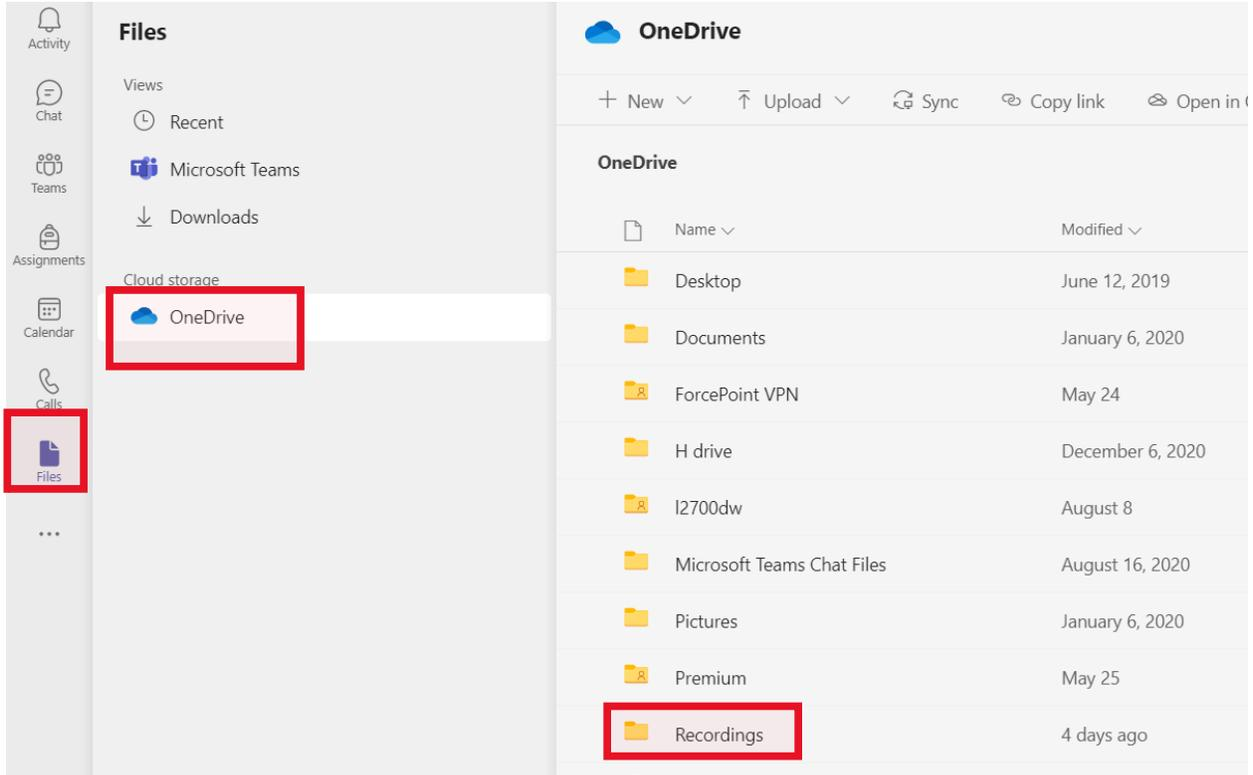 Activity
Chat
Teams
Assignments
Calendar
Calls
Files
Files
Views
Recent
Microsoft Teams
Downloads
Cloud storage
OneDrive
OneDrive
New
Upload
Sync
Copy link
Open in
OneDrive
Name
Modified
Desktop June 12, 2019
Documents January 6, 2020
ForcePoint VPN May 24
H drive December 6, 2020
l2700dw August 8
Microsoft Teams Chat Files August 16, 2020
Pictures January 6, 2020
Premium May 25
Recordings 4 days ago